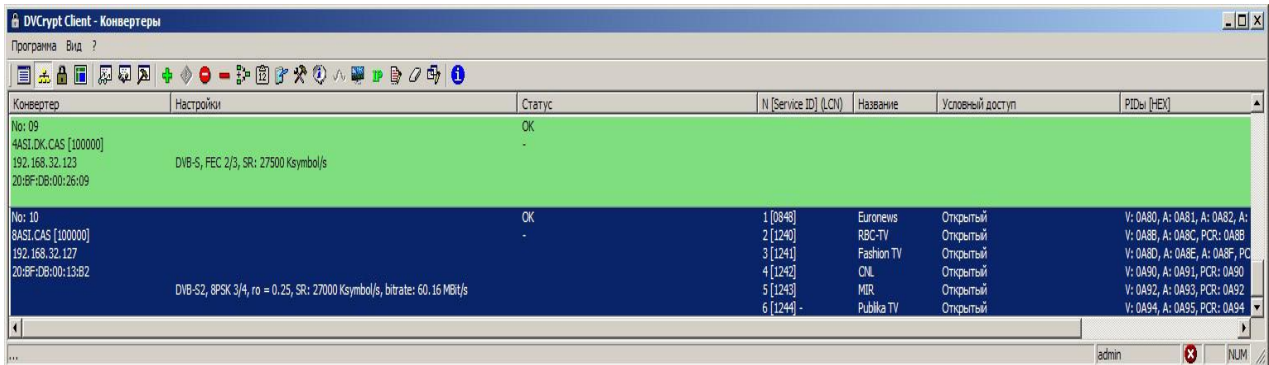 DVCrypt Client - Конвертеры
Программа Вид ?
Конвертер Настройки Статус N [Service ID] (LCN) Название Условный доступ PIDы [HEX]
No: 09 OK
4ASI.DK.CAS [100000] -
192.168.32.123 DVB-S, FEC 2/3, SR: 27500 Ksymbol/s
20:BF:DB:00:26:09
No: 10 OK 1 [0848] Euronews Открытый V: 0A80, A: 0A81, A: 0A82, A:
8ASI.CAS [100000] - 2 [1240] RBC-TV Открытый V: 0A8B, A: 0A8C, PCR: 0A8B
192.168.32.127 3 [1241] Fashion TV Открытый V: 0A8D, A: 0A8E, A: 0A8F, PC
20:BF:DB:00:13:B2 4 [1242] CNL Открытый V: 0A90, A: 0A91, PCR: 0A90
DVB-S2, 8PSK 3/4, ro = 0.25, SR: 27000 Ksymbol/s, bitrate: 60.16 MBit/s 5 [1243] MIR Открытый V: 0A92, A: 0A93, PCR: 0A92
6 [1244] - Publika TV Открытый V: 0A94, A: 0A95, PCR: 0A94
... admin NUM